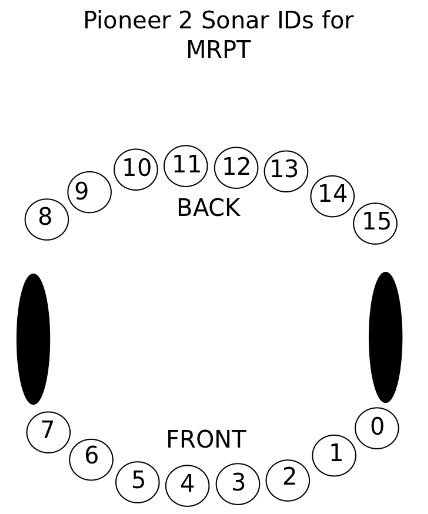 Pioneer 2 Sonar IDs for
MRPT
8 9 10 11 12 13 14 15
BACK
FRONT
7 6 5 4 3 2 1 0